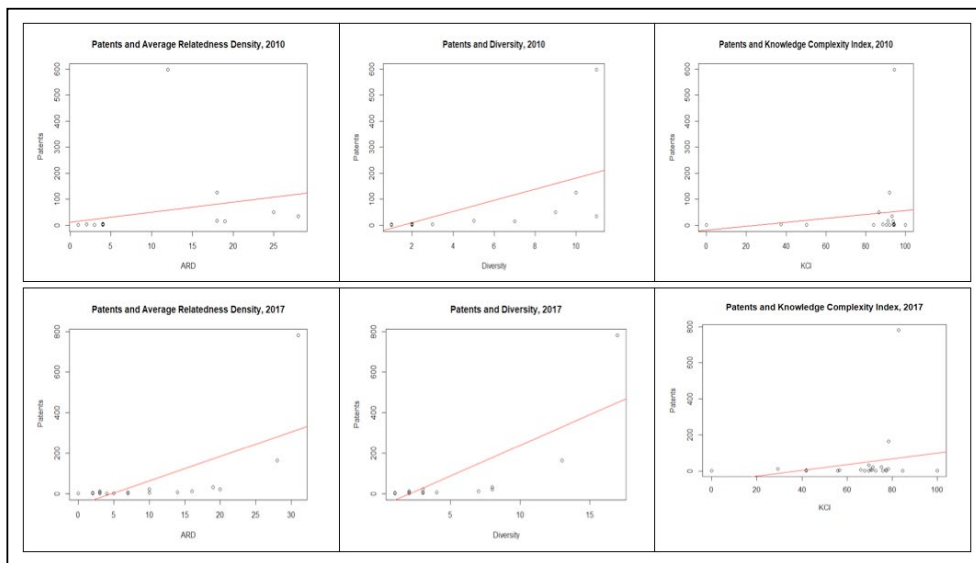 Patents and Average Relatedness Density, 2010
600
500
400
300
200
100
0
Patents
0 5 10 15 20 25
ARD
Patents and Diversity, 2010
600
500
400
300
200
100
0
Patents
2 4 6 8 10
Diversity
Patents and Knowledge Complexity Index, 2010
600
500
400
300
200
100
0
Patents
0 20 40 60 80 100
KCI
Patents and Average Relatedness Density, 2017
800
600
400
200
0
Patents
0 5 10 15 20 25 30
ARD
Patents and Diversity, 2017
800
600
400
200
0
Patents
5 10 15
Diversity
Patents and Knowledge Complexity Index, 2017
800
600
400
200
0
Patents
0 20 40 60 80 100
KCI